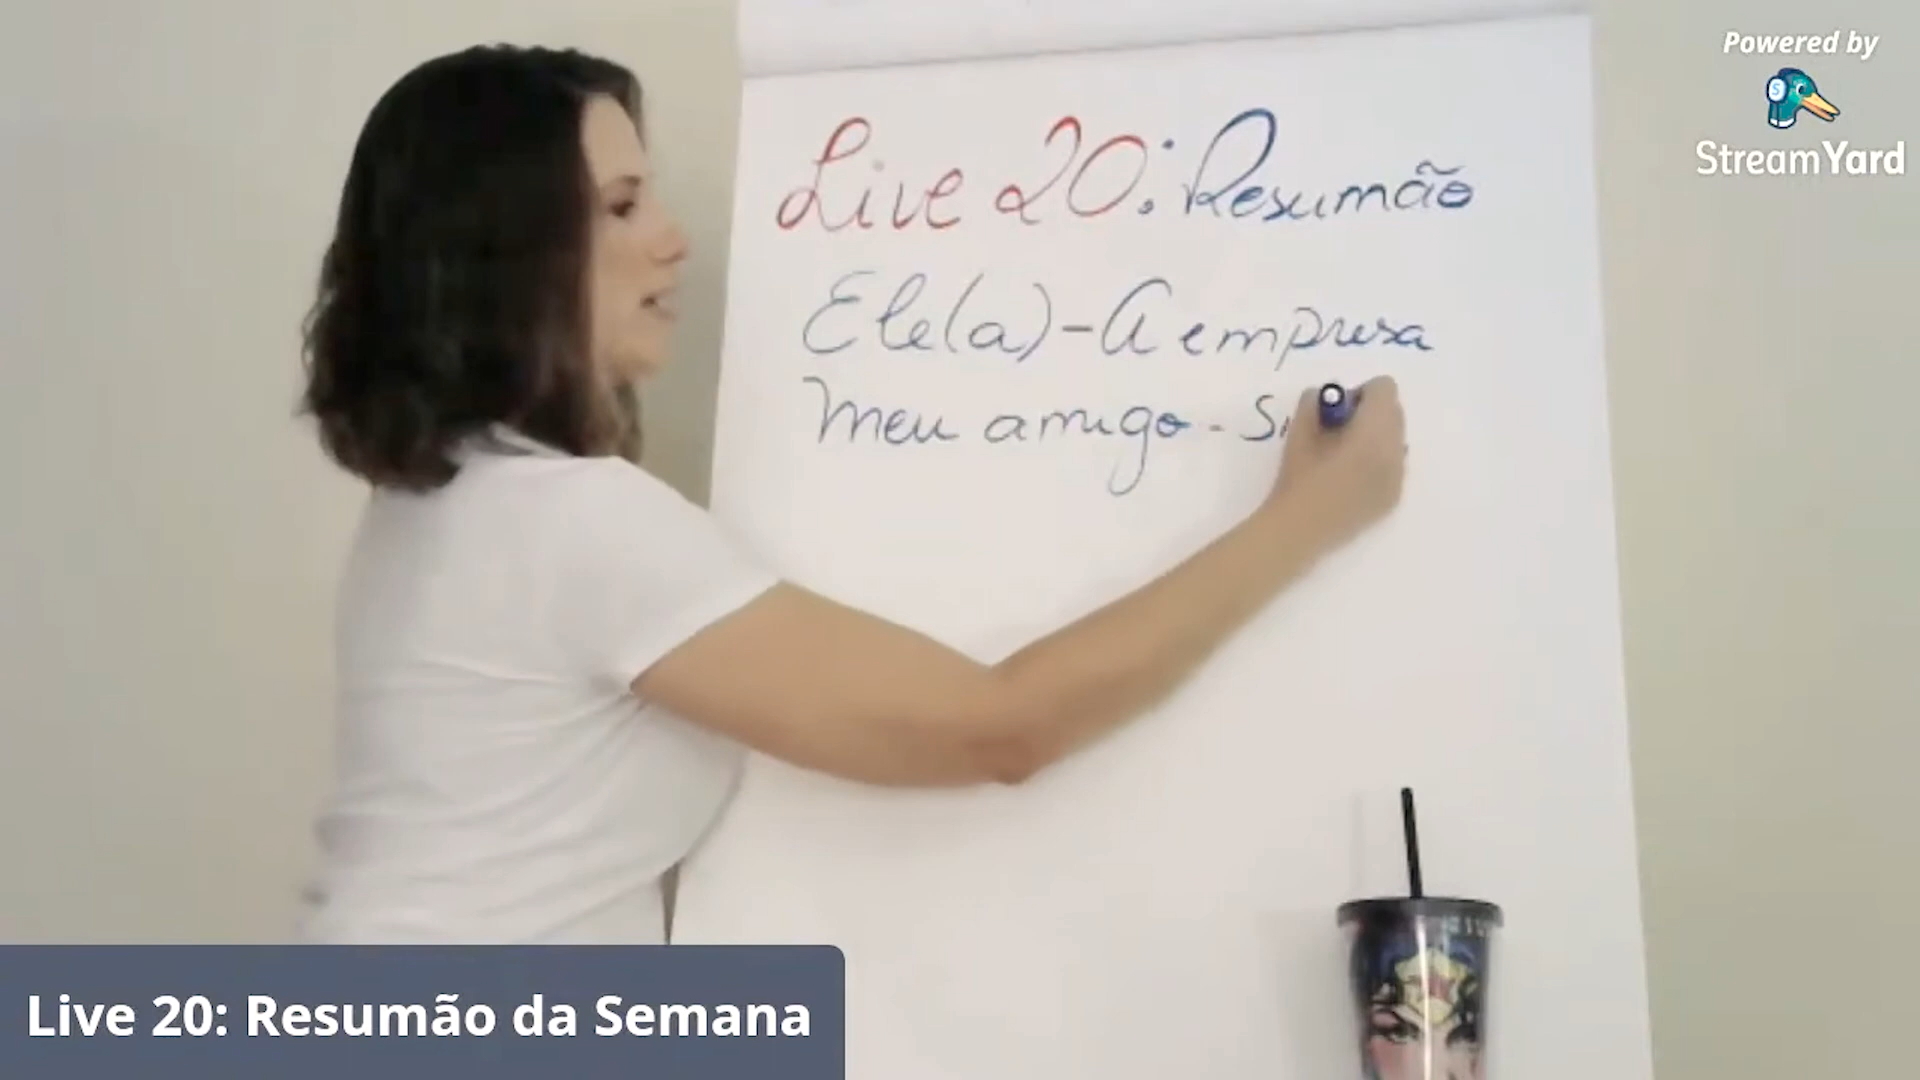 Powered by
StreamYard
Live 20: Resumão
Ele(a) - A empresa
Meu amigo -
Live 20: Resumão da Semana